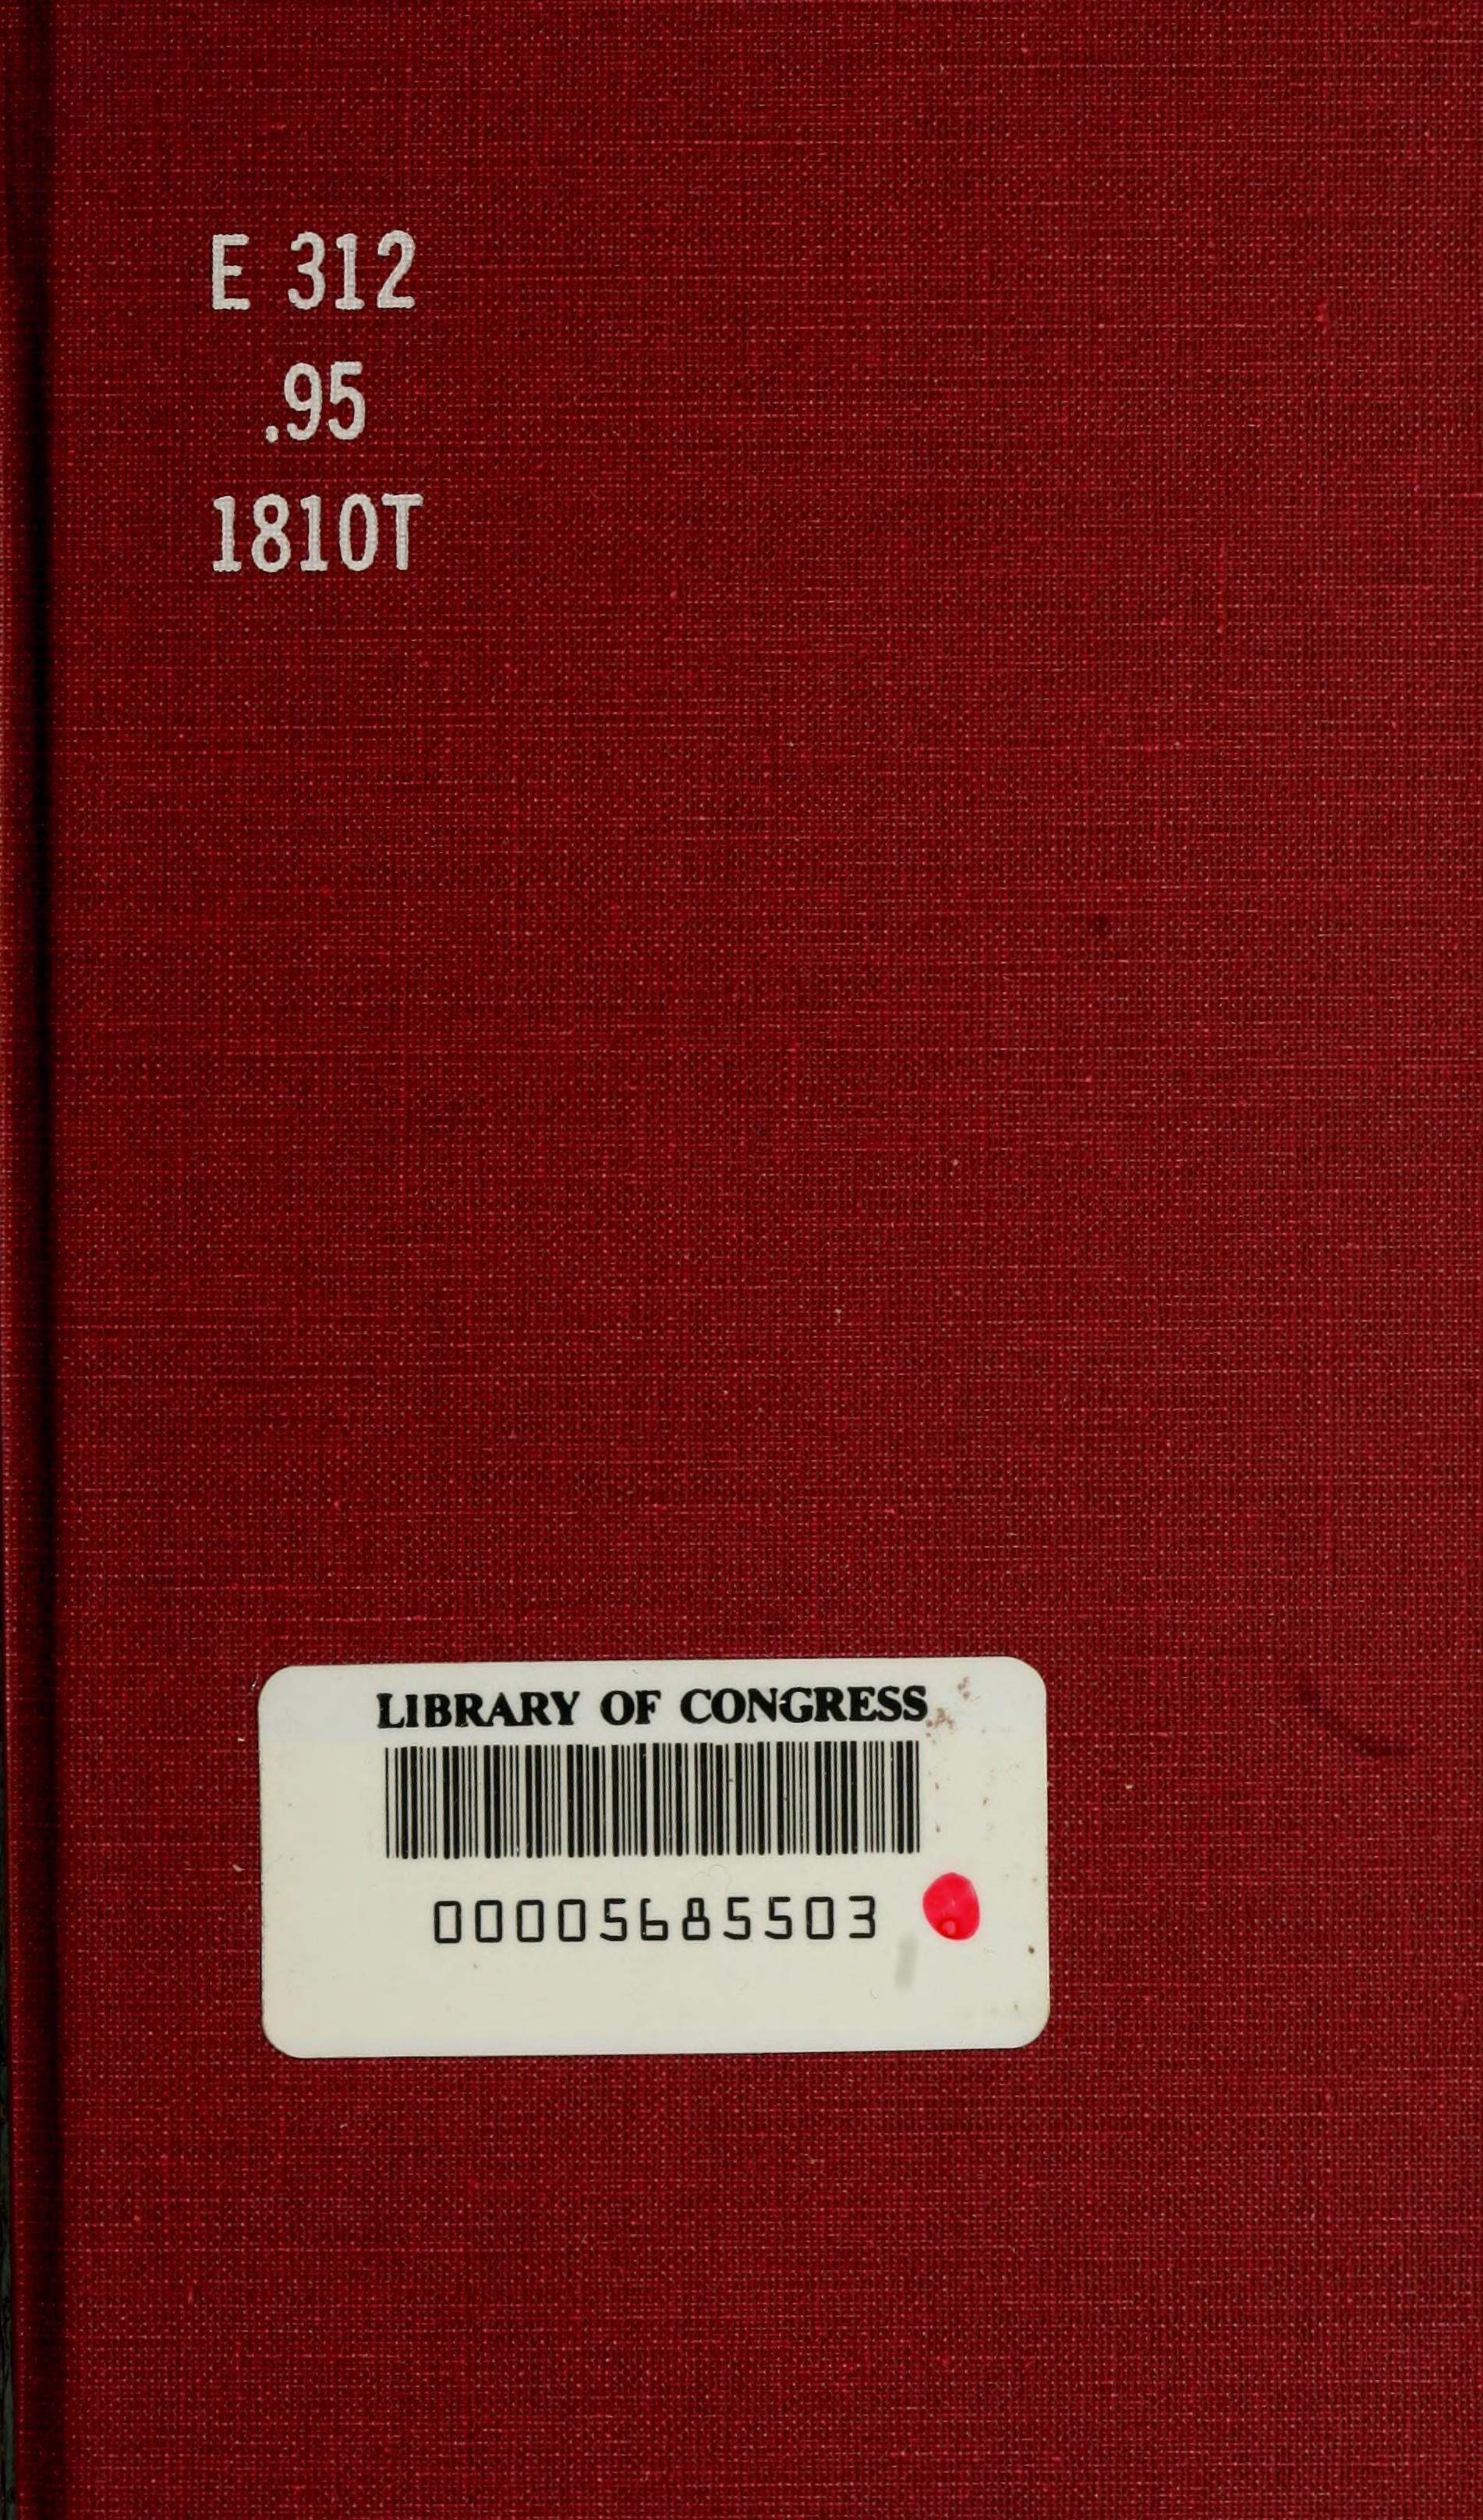 E 312
.95
1810T
LIBRARY OF CONGRESS
00005685503